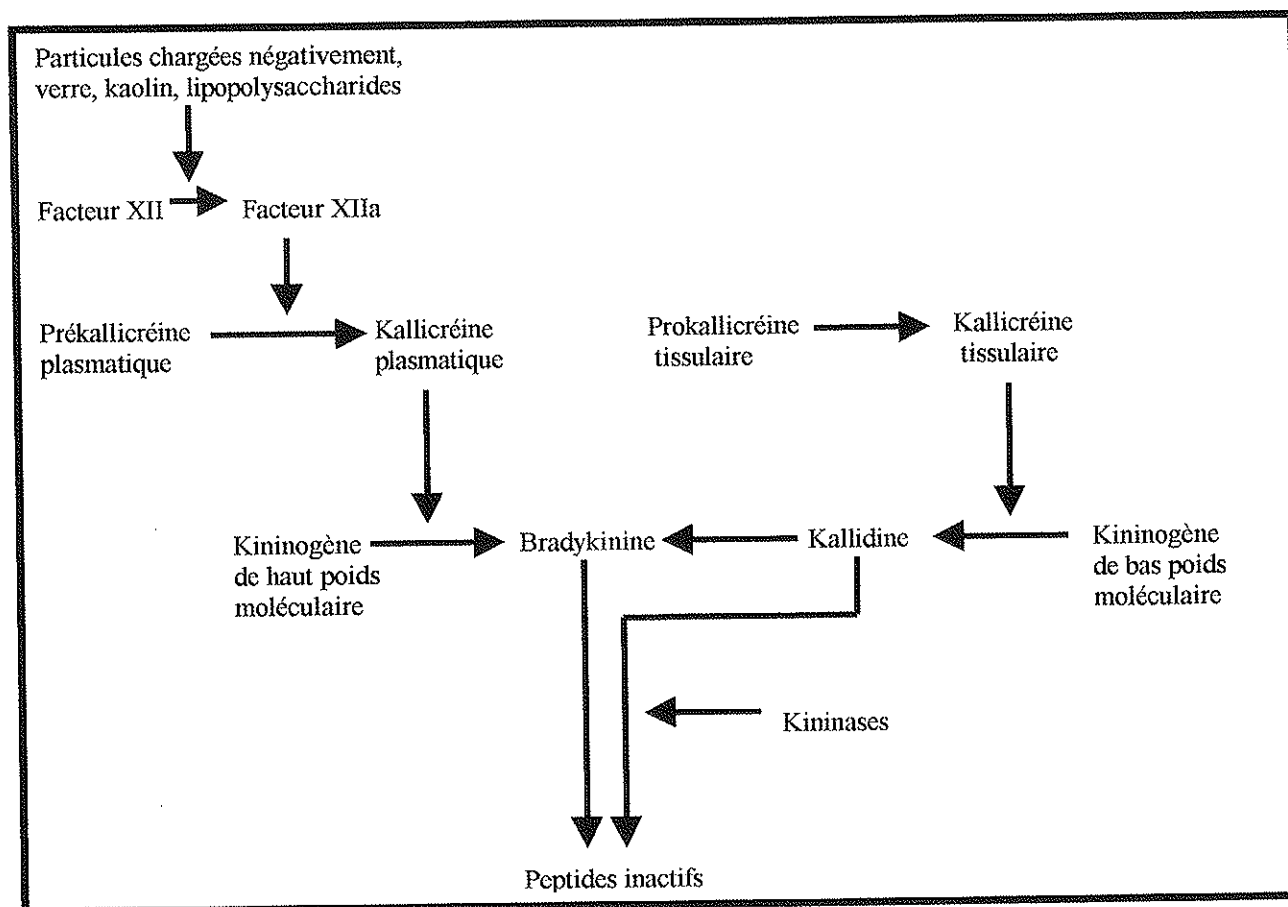 Particules chargées négativement,
verre, kaolin, lipopolysaccharides
Facteur XII
Facteur XIIa
Prékallicréine
plasmatique
Kallicréine
plasmatique
Prokallicréine
tissulaire
Kallicréine
tissulaire
Kininogène
de haut poids
moléculaire
Bradykinine
Kallidine
Kininogène
de bas poids
moléculaire
Kininases
Peptides inactifs